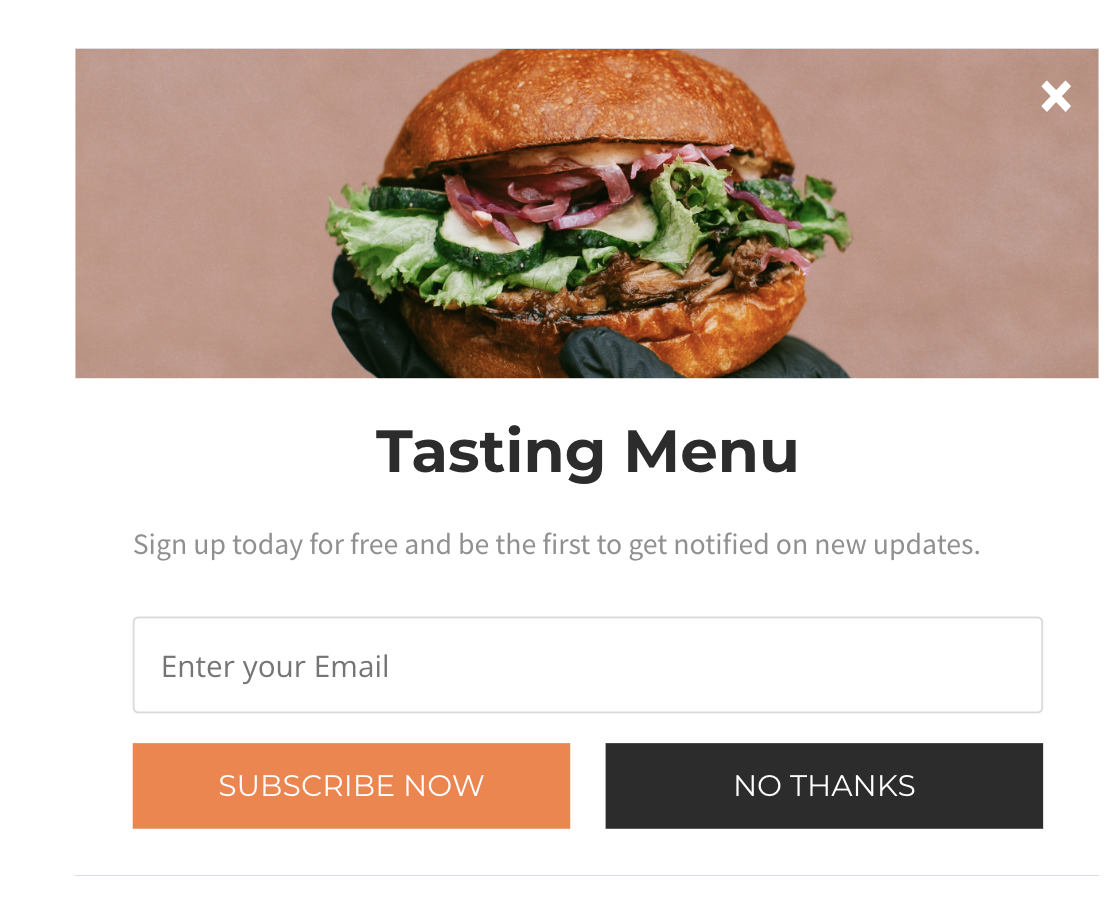 Tasting Menu
Sign up today for free and be the first to get notified on new updates.
Enter your Email
SUBSCRIBE NOW
NO THANKS